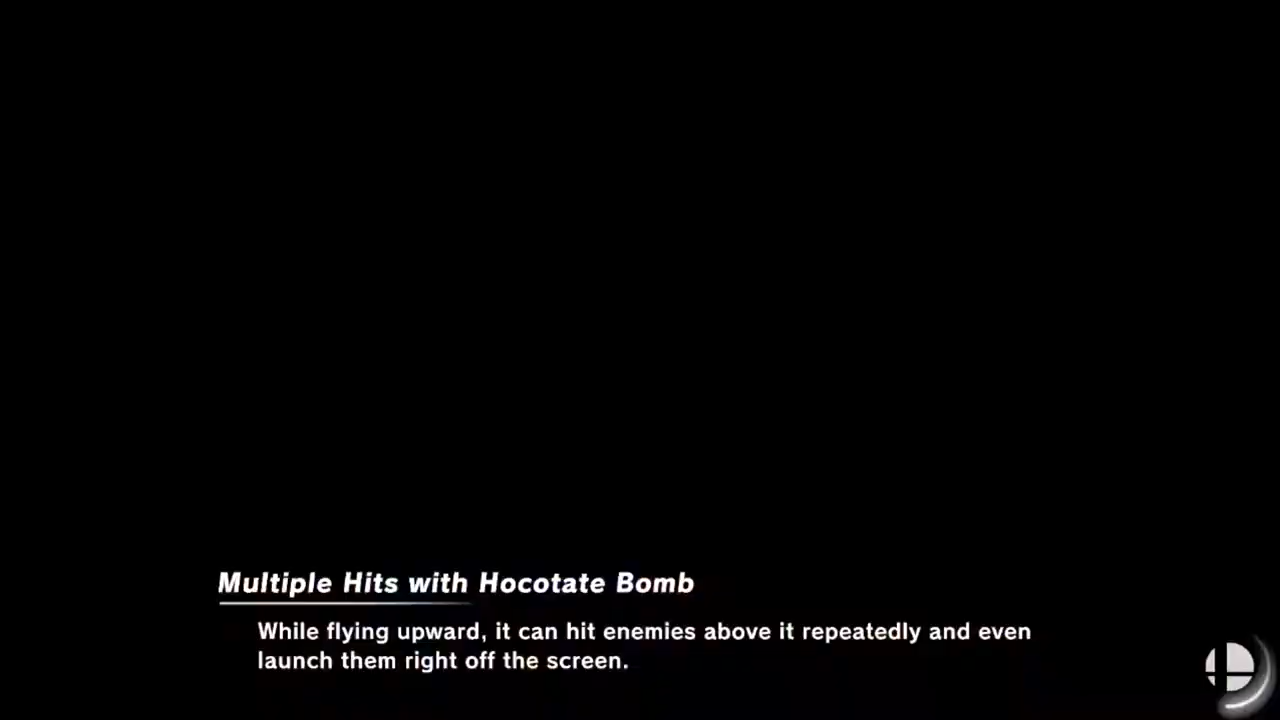 Multiple Hits with Hocotate Bomb
While flying upward, it can hit enemies above it repeatedly and even
launch them right off the screen.